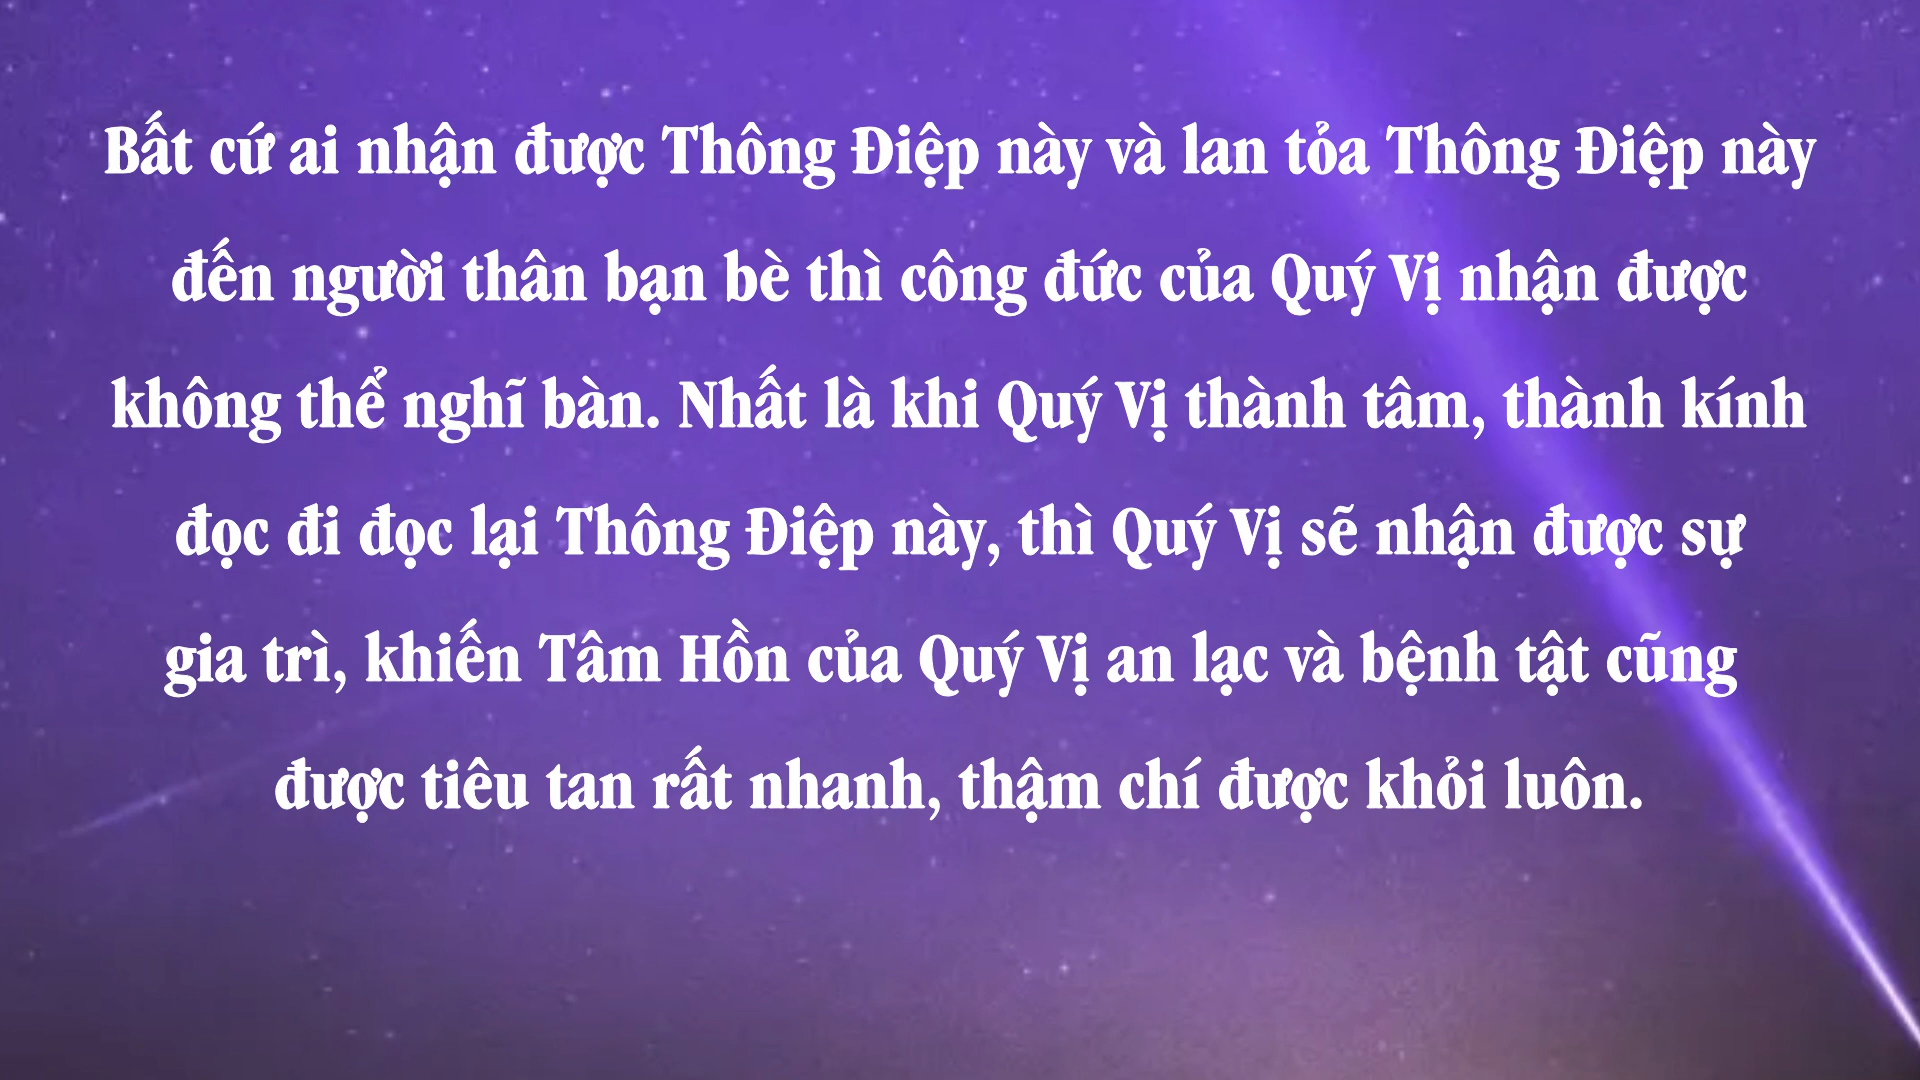 Bất cứ ai nhận được Thông Điệp này và lan tỏa Thông Điệp này
đến người thân bạn bè thì công đức của Quý Vị nhận được
không thể nghĩ bàn. Nhất là khi Quý Vị thành tâm, thành kính
đọc đi đọc lại Thông Điệp này, thì Quý Vị sẽ nhận được sự
gia trì, khiến Tâm Hồn của Quý Vị an lạc và bệnh tật cũng
được tiêu tan rất nhanh, thậm chí được khỏi luôn.